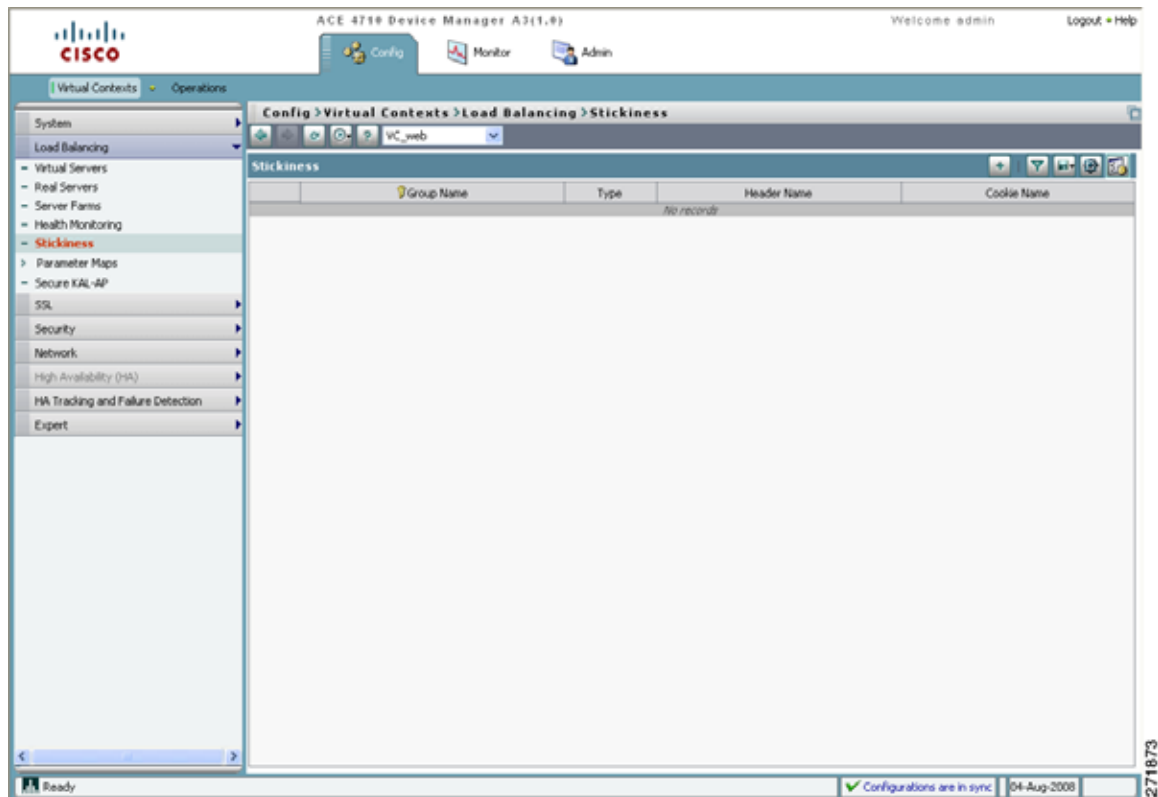 ACE 4710 Device Manager A3(1.0)
Welcome admin
Logout Help
CISCO
Config
Monitor
Admin
Virtual Contexts
Operations
System
Load Balancing
Virtual Servers
Real Servers
Server Farms
Health Monitoring
Stickiness
Parameter Maps
Secure KAL-AP
SSL
Security
Network
High Availability (HA)
HA Tracking and Failure Detection
Expert
Config > Virtual Contexts > Load Balancing > Stickiness
VC_web
Stickiness
Group Name
Type
Header Name
Cookie Name
No records
Ready
Configurations are in sync
04-Aug-2008
271873